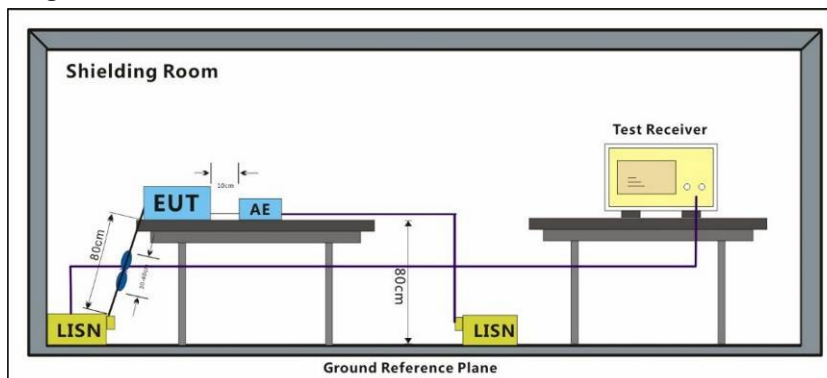 Shielding Room
Test Receiver
10cm
EUT
AE
80cm
80cm
LISN
LISN
Ground Reference Plane